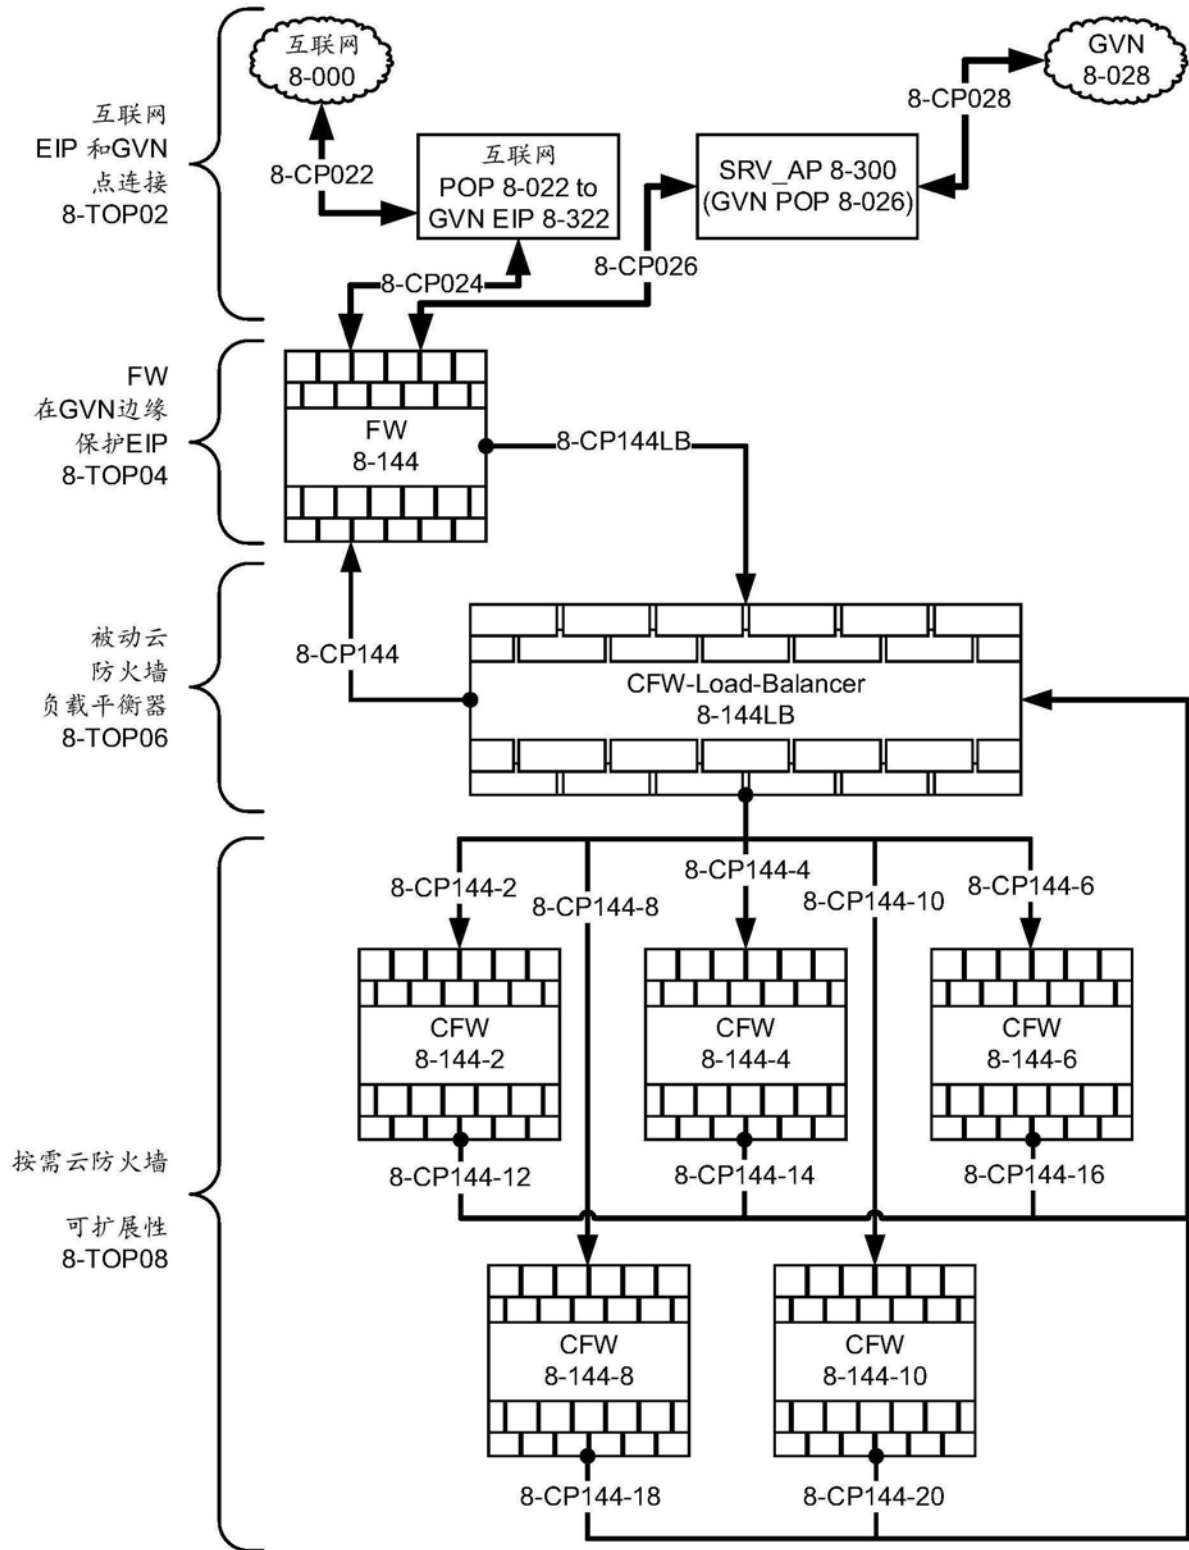 互联网
8-000
GVN
8-028
互联网
EIP 和GVN
点连接
8-TOP02
8-CP022
8-CP028
互联网
POP 8-022 to
GVN EIP 8-322
SRV_AP 8-300
(GVN POP 8-026)
8-CP024
8-CP026
FW
在GVN边缘
保护EIP
8-TOP04
FW
8-144
8-CP144LB
被动云
防火墙
负载平衡器
8-TOP06
8-CP144
CFW-Load-Balancer
8-144LB
8-CP144-2
8-CP144-8
8-CP144-4
8-CP144-10
8-CP144-6
CFW
8-144-2
CFW
8-144-4
CFW
8-144-6
8-CP144-12
8-CP144-14
8-CP144-16
按需云防火墙
可扩展性
8-TOP08
CFW
8-144-8
CFW
8-144-10
8-CP144-18
8-CP144-20